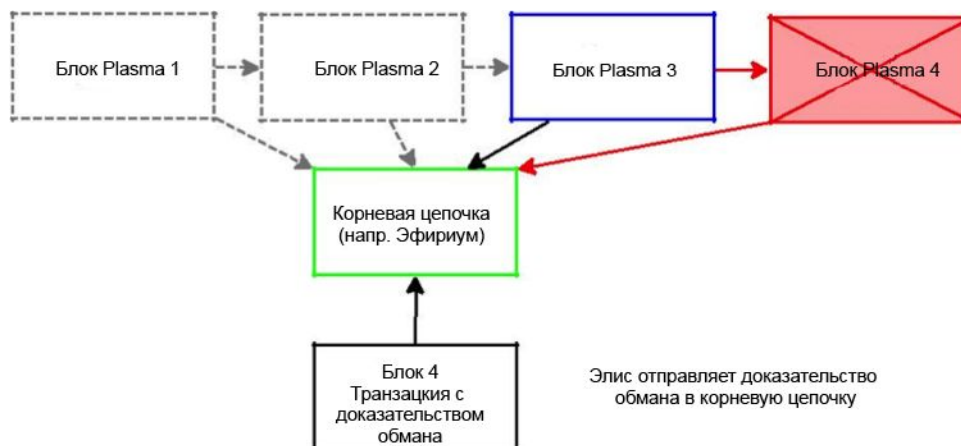 Блок Plasma 1
Блок Plasma 2
Блок Plasma 3
Блок Plasma 4
Корневая цепочка
(напр. Эфириум)
Блок 4
Транзацкия с
доказательством
обмана
Элис отправляет доказательство
обмана в корневую цепочку